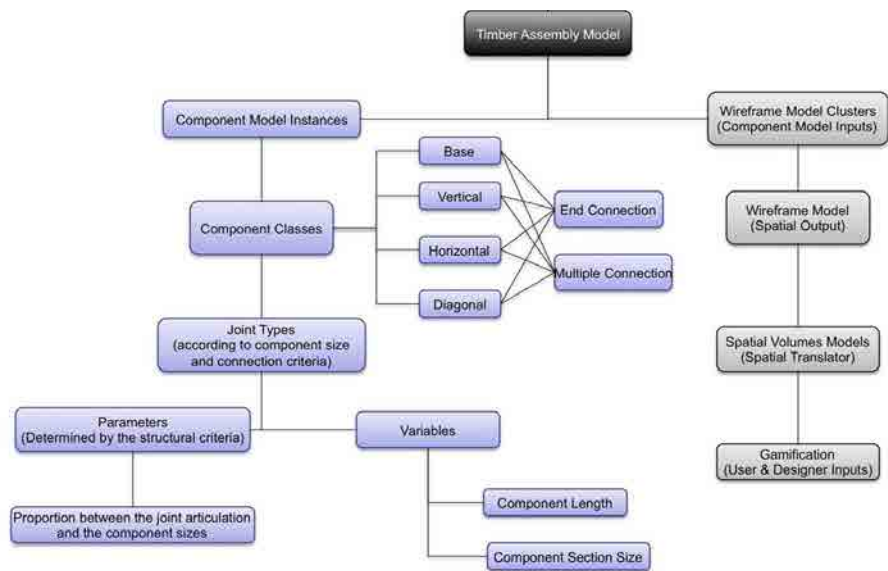 Timber Assembly Model
Component Model Instances
Wireframe Model Clusters
(Component Model Inputs)
Base
Vertical
End Connection
Wireframe Model
(Spatial Output)
Component Classes
Horizontal
Multiple Connection
Diagonal
Joint Types
(according to component size
and connection criteria)
Spatial Volumes Models
(Spatial Translator)
Parameters
(Determined by the structural criteria)
Variables
Gamification
(User & Designer Inputs)
Proportion between the joint articulation
and the component sizes
Component Length
Component Section Size